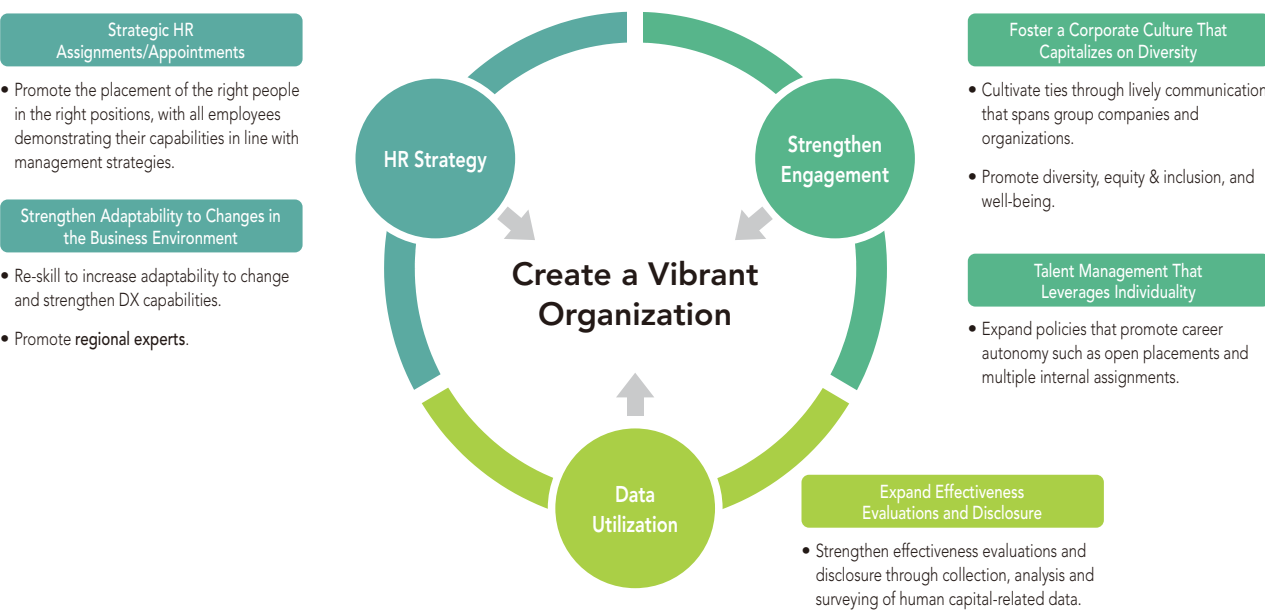 Strategic HR
Assignments/Appointments
• Promote the placement of the right people
in the right positions, with all employees
demonstrating their capabilities in line with
management strategies.
Strengthen Adaptability to Changes in
the Business Environment
• Re-skill to increase adaptability to change
and strengthen DX capabilities.
• Promote regional experts.
HR Strategy
Strengthen
Engagement
Create a Vibrant
Organization
Data
Utilization
Foster a Corporate Culture That
Capitalizes on Diversity
• Cultivate ties through lively communication
that spans group companies and
organizations.
• Promote diversity, equity & inclusion, and
well-being.
Talent Management That
Leverages Individuality
• Expand policies that promote career
autonomy such as open placements and
multiple internal assignments.
Expand Effectiveness
Evaluations and Disclosure
• Strengthen effectiveness evaluations and
disclosure through collection, analysis and
surveying of human capital-related data.